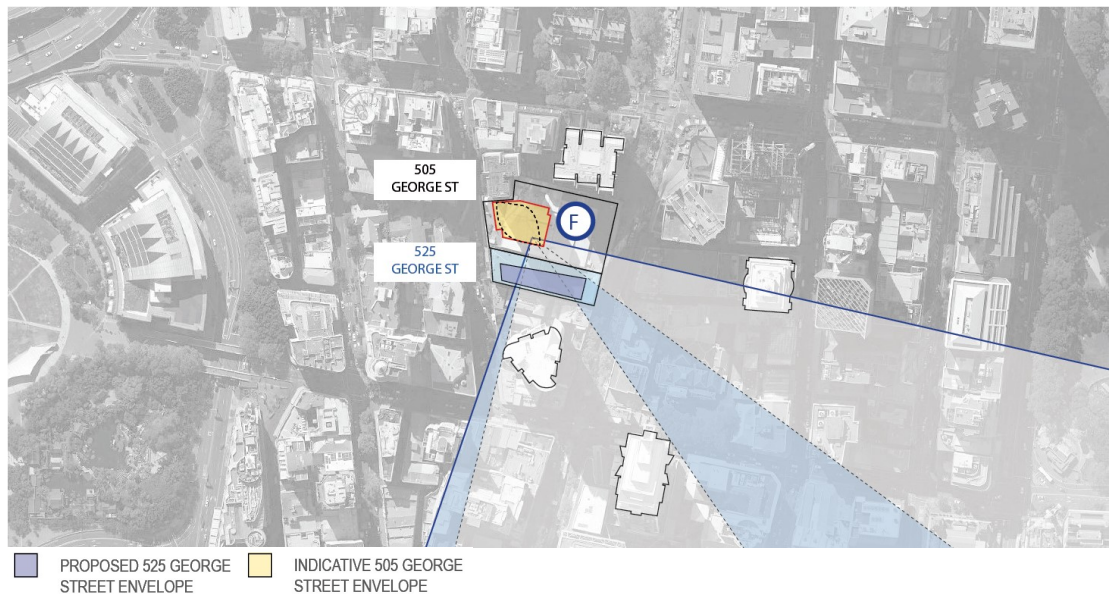 505
GEORGE ST
F
525
GEORGE ST
PROPOSED 525 GEORGE
STREET ENVELOPE
INDICATIVE 505 GEORGE
STREET ENVELOPE